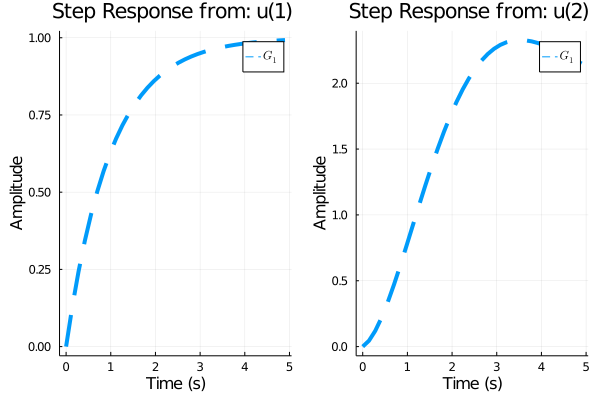 Step Response from: u(1)
G₁
Amplitude
1.00
0.75
0.50
0.25
0.00
0 1 2 3 4 5
Time (s)
Step Response from: u(2)
G₁
Amplitude
2.0
1.5
1.0
0.5
0.0
0 1 2 3 4 5
Time (s)